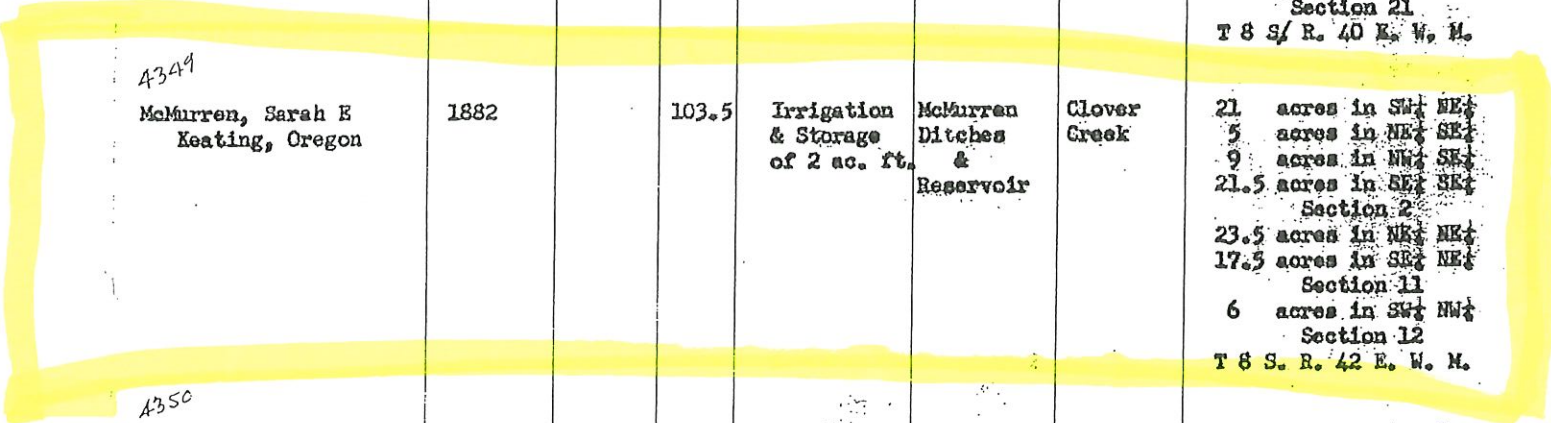 Section 21
T 8 S/ R. 40 E. W. M.
4349
McMurren, Sarah E
Keating, Oregon
1882
103.5
Irrigation
& Storage
of 2 ac. ft.
McMurren
Ditches
&
Reservoir
Clover
Creek
21 acres in SW¼ NE¼
5 acres in NE¼ SE¼
9 acres in NW¼ SE¼
21.5 acres in SE¼ SE¼
Section 2
23.5 acres in NE¼ NE¼
17.5 acres in SE¼ NE¼
Section 11
6 acres in SW¼ NW¼
Section 12
T 8 S. R. 42 E. W. M.
4350